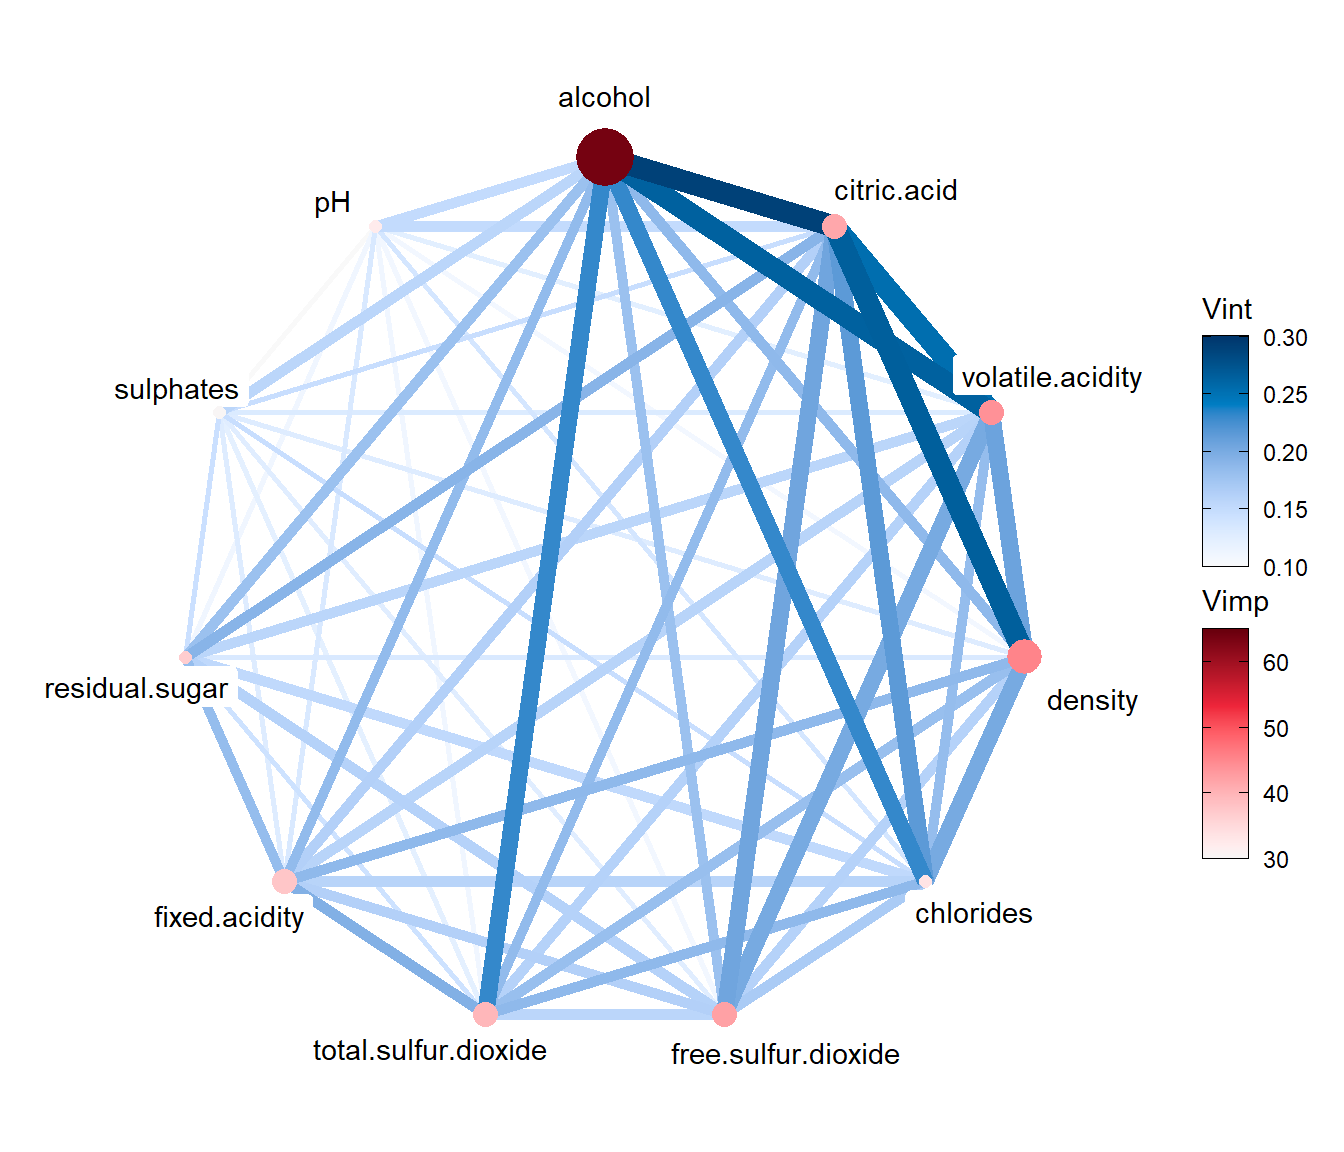 alcohol
citric.acid
pH
volatile.acidity
sulphates
density
residual.sugar
chlorides
fixed.acidity
total.sulfur.dioxide
free.sulfur.dioxide
Vint
0.30
0.25
0.20
0.15
0.10
Vimp
60
50
40
30